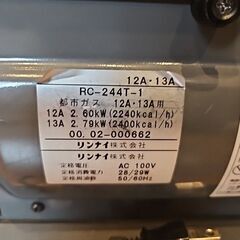 12A・13A
RC-244T-1
都市ガス 12A・13A用
12A 2.60kW(2240kcal/h)
13A 2.79kW(2400kcal/h)
00.02-000662
リンナイ株式会社
リンナイ株式会社
定格電圧 AC 100V
定格消費電力 28/29W
定格周波数 50/60Hz